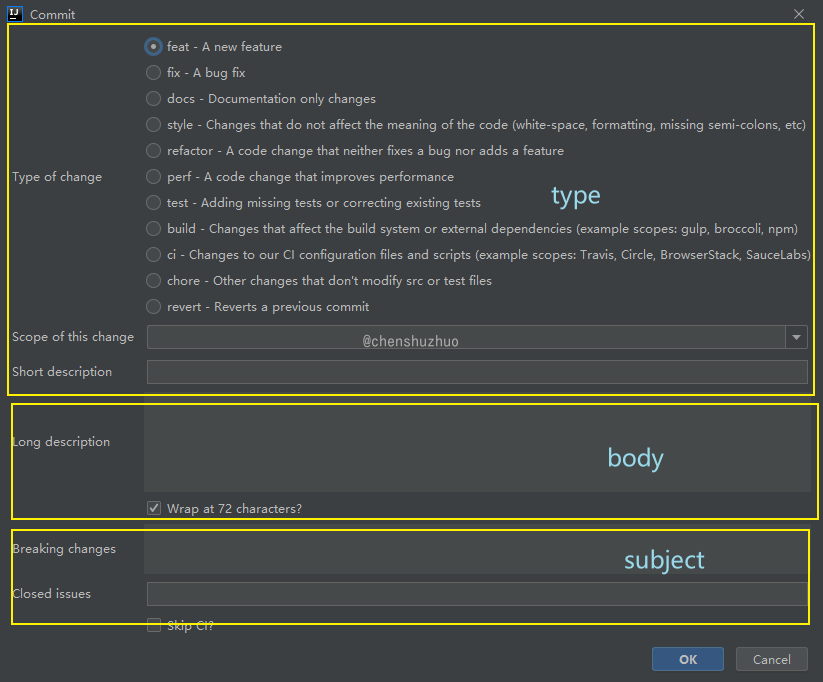 IJ Commit
feat - A new feature
fix - A bug fix
docs - Documentation only changes
style - Changes that do not affect the meaning of the code (white-space, formatting, missing semi-colons, etc)
refactor - A code change that neither fixes a bug nor adds a feature
Type of change
perf - A code change that improves performance
type
test - Adding missing tests or correcting existing tests
build - Changes that affect the build system or external dependencies (example scopes: gulp, broccoli, npm)
ci - Changes to our CI configuration files and scripts (example scopes: Travis, Circle, BrowserStack, SauceLabs)
chore - Other changes that don't modify src or test files
revert - Reverts a previous commit
Scope of this change
@chenshuzhuo
Short description
Long description
body
Wrap at 72 characters?
Breaking changes
subject
Closed issues
Skip CI?
OK
Cancel